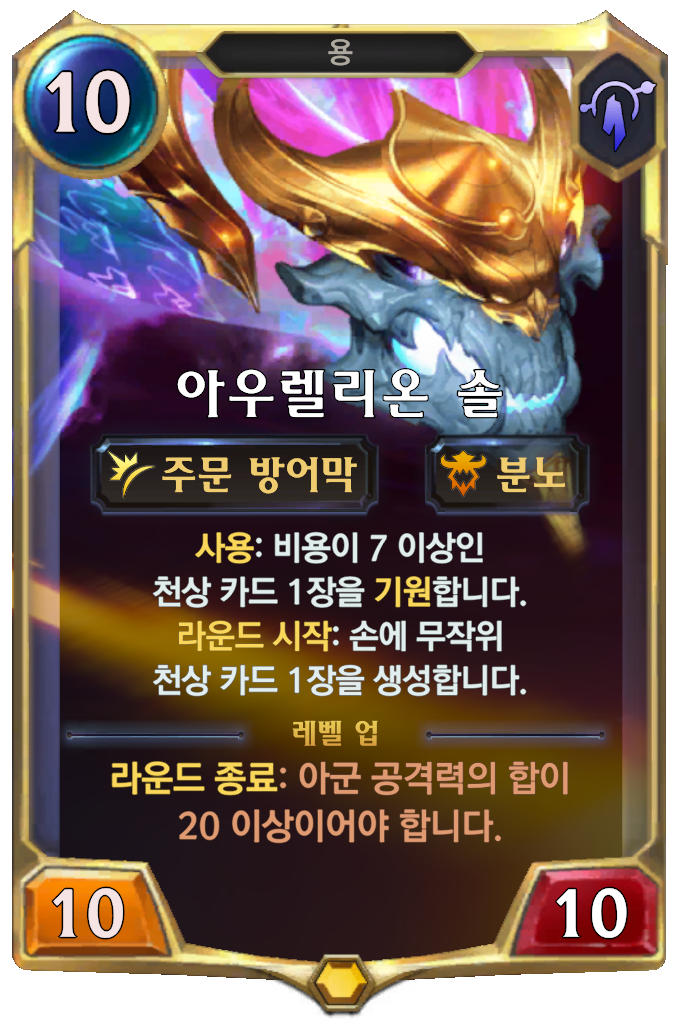 용
10
아우렐리온 솔
주문 방어막 분노
사용: 비용이 7 이상인
천상 카드 1장을 기원합니다.
라운드 시작: 손에 무작위
천상 카드 1장을 생성합니다.
레벨 업
라운드 종료: 아군 공격력의 합이
20 이상이어야 합니다.
10 10